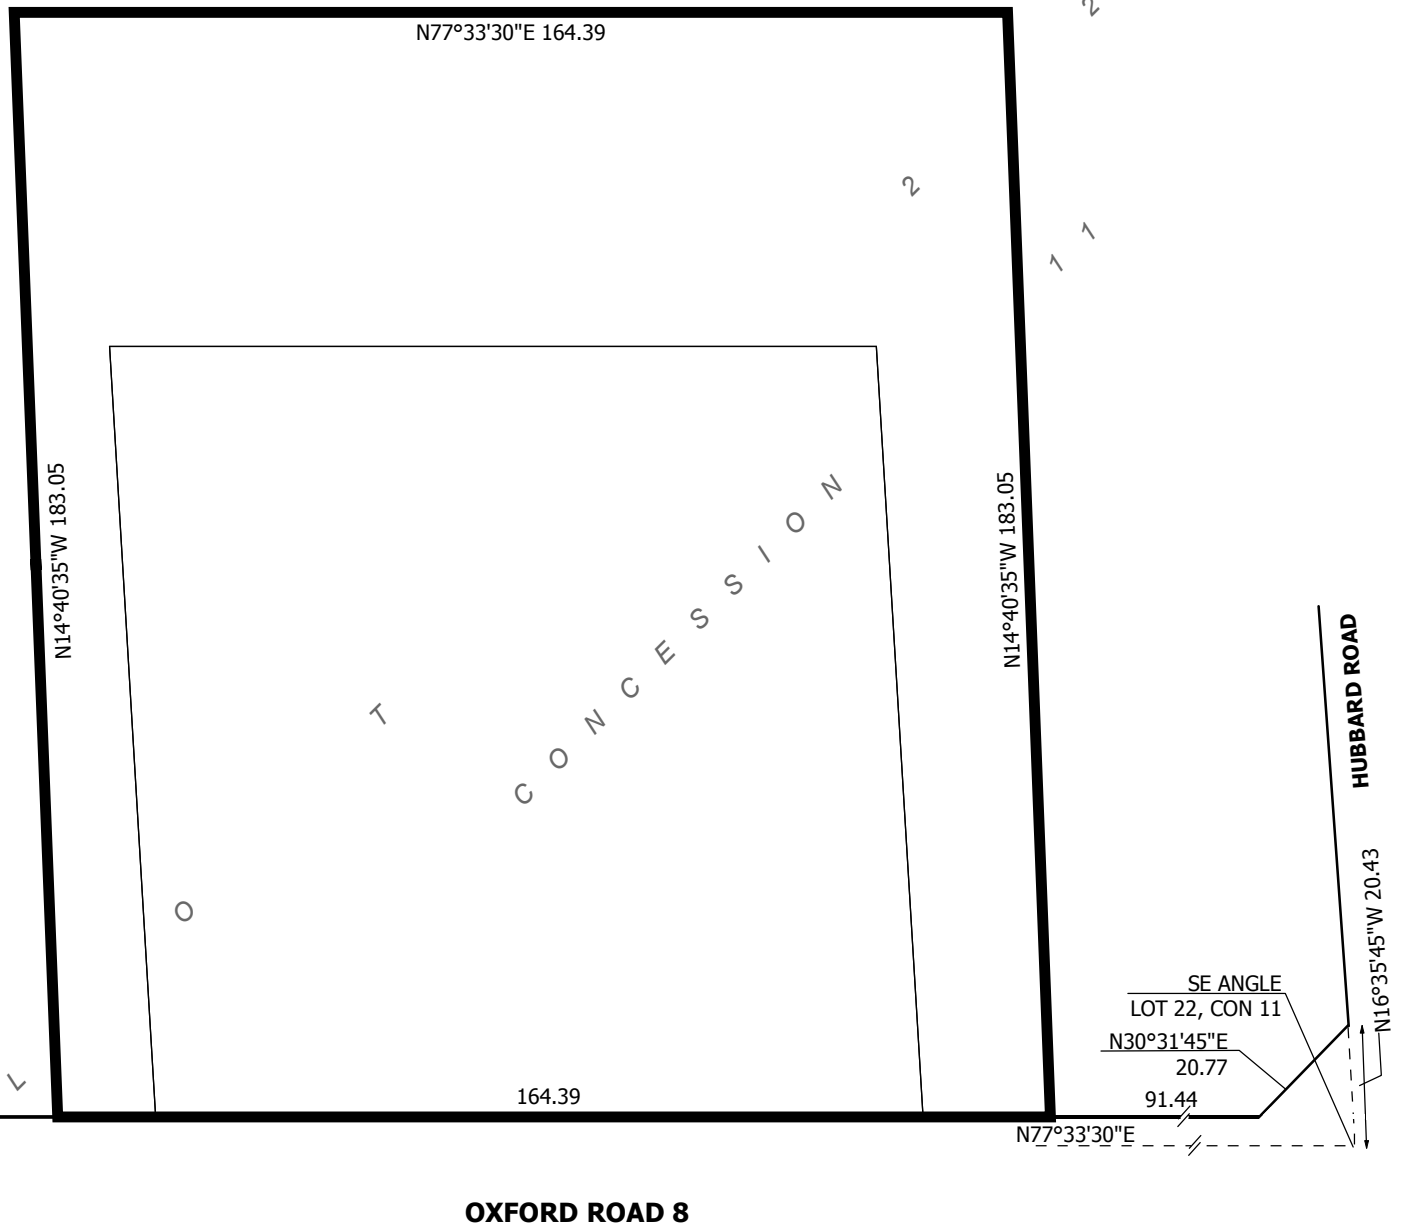 N77°33'30"E 164.39
2
2
1 1
N14°40'35"W 183.05
N14°40'35"W 183.05
C O N C E S S I O N
L O T
HUBBARD ROAD
N16°35'45"W 20.43
SE ANGLE
LOT 22, CON 11
N30°31'45"E
20.77
91.44
164.39
N77°33'30"E
OXFORD ROAD 8